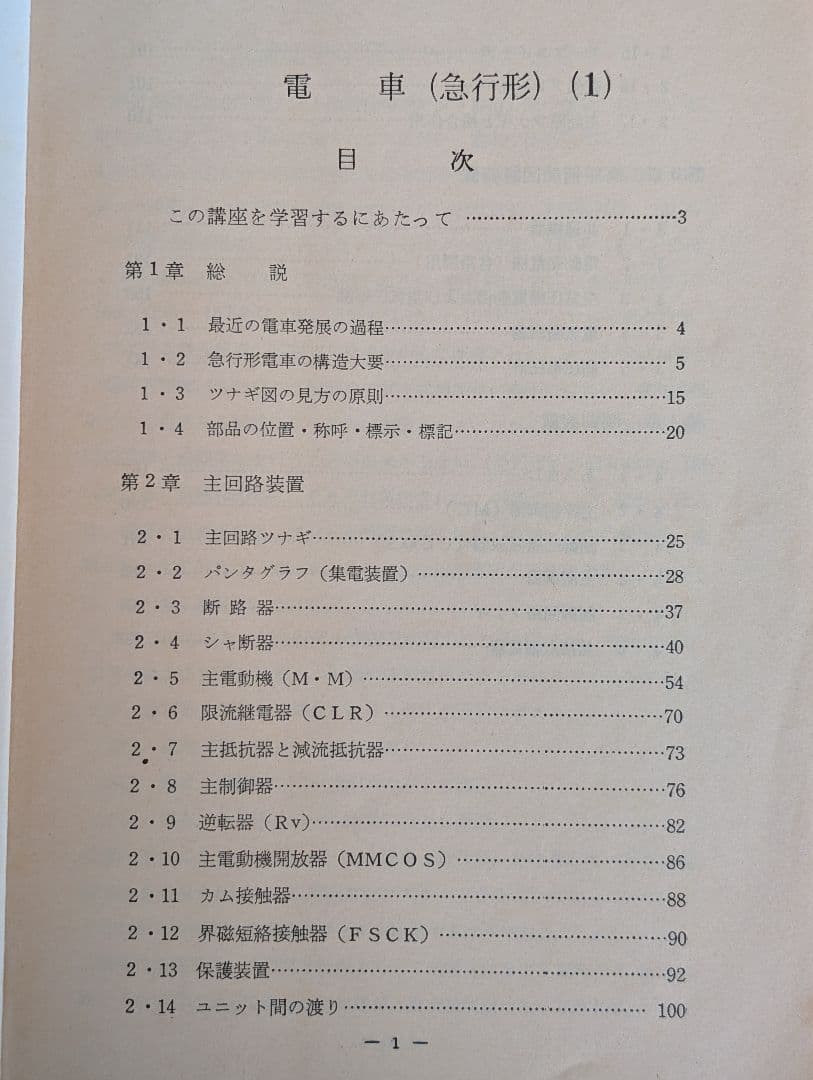 電　車（急行形）（１）
目　次
この講座を学習するにあたって……………………………3
第１章　総　説
１・１　最近の電車発展の過程……………………………4
１・２　急行形電車の構造大要……………………………5
１・３　ツナギ図の見方の原則……………………………15
１・４　部品の位置・称呼・標示・標記……………………………20
第２章　主回路装置
２・１　主回路ツナギ……………………………25
２・２　パンタグラフ（集電装置）……………………………28
２・３　断路器……………………………37
２・４　シャ断器……………………………40
２・５　主電動機（Ｍ・Ｍ）……………………………54
２・６　限流継電器（ＣＬＲ）……………………………70
２・７　主抵抗器と減流抵抗器……………………………73
２・８　主制御器……………………………76
２・９　逆転器（Ｒｖ）……………………………82
２・10　主電動機開放器（ＭＭＣＯＳ）……………………………86
２・11　カム接触器……………………………88
２・12　界磁短絡接触器（ＦＳＣＫ）……………………………90
２・13　保護装置……………………………92
２・14　ユニット間の渡り……………………………100
― 1 ―